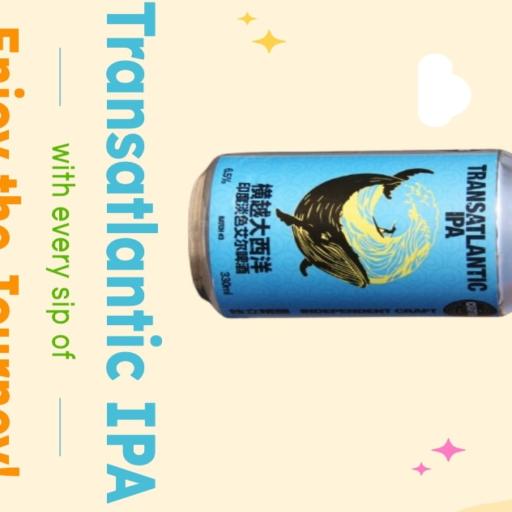 Transatlantic IPA
with every sip of
Enjoy the Journey!
TRANSATLANTIC
IPA
横越大西洋
印度淡色艾尔啤酒
6.5%
330ml
INDEPENDENT CRAFT